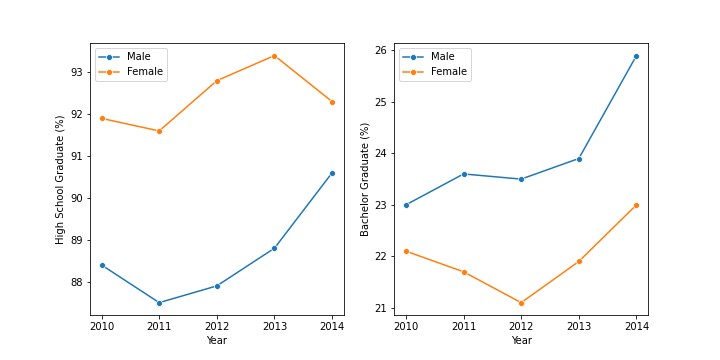 Male
Female
High School Graduate (%)
93
92
91
90
89
88
2010
2011
2012
2013
2014
Year
Male
Female
Bachelor Graduate (%)
26
25
24
23
22
21
2010
2011
2012
2013
2014
Year